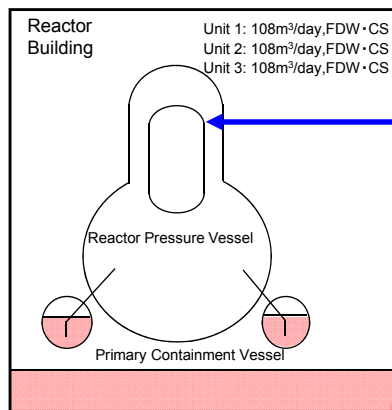 Reactor
Building
Unit 1: 108m³/day,FDW・CS
Unit 2: 108m³/day,FDW・CS
Unit 3: 108m³/day,FDW・CS
Reactor Pressure Vessel
Primary Containment Vessel